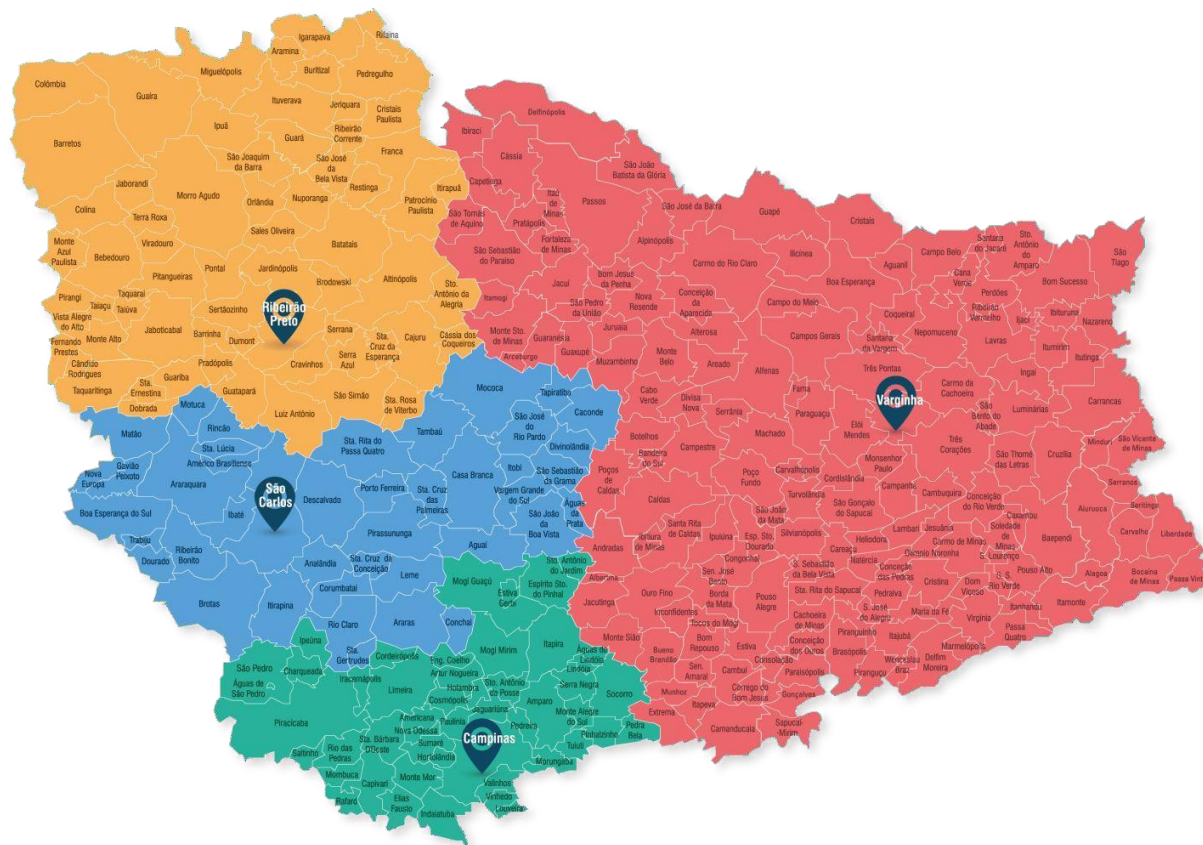 Colômbia
Guaíra
Miguelópolis
Aramina
Igarapava
Rifaina
Buritizal
Pedregulho
Ituverava
Jeriquara
Cristais
Paulista
Barretos
Ipuã
Guará
Ribeirão
Corrente
São Joaquim
da Barra
São José
da
Bela Vista
Franca
Restinga
Jaborandi
Morro Agudo
Orlândia
Nuporanga
Patrocínio
Paulista
Itirapuã
Colina
Terra Roxa
Sales Oliveira
Batatais
Monte
Azul
Paulista
Viradouro
Bebedouro
Pitangueiras
Pontal
Jardinópolis
Brodowski
Altinópolis
Sto.
Antônio
da Alegria
Pirangi
Taiaçu
Taquaral
Taiúva
Vista Alegre
do Alto
Sertãozinho
Ribeirão
Preto
Fernando
Prestes
Monte Alto
Jaboticabal
Barrinha
Dumont
Serrana
Sta.
Cruz da
Esperança
Cajuru
Cássia dos
Coqueiros
Cândido
Rodrigues
Pradópolis
Cravinhos
Serra
Azul
Taquaritinga
Sta.
Ernestina
Guariba
Guatapará
São Simão
Sta. Rosa
de Viterbo
Dobrada
Luiz Antônio
Motuca
Matão
Rincão
Sta. Lúcia
Américo Brasiliense
Gavião
Peixoto
Nova
Europa
Araraquara
São
Carlos
Boa Esperança do Sul
Ibaté
Descalvado
Sta. Rita do
Passa Quatro
Porto Ferreira
Tambaú
Mococa
Tapiratiba
Caconde
São José
do
Rio Pardo
Divinolândia
Casa Branca
Itobi
São Sebastião
da Grama
Vargem Grande
do Sul
Sta. Cruz
das
Palmeiras
São João
da
Boa Vista
Águas
da
Prata
Pirassununga
Aguaí
Trabiju
Dourado
Ribeirão
Bonito
Analândia
Sta. Cruz da
Conceição
Corumbataí
Leme
Brotas
Itirapina
Rio Claro
Araras
Conchal
Sta.
Gertrudes
Mogi Guaçu
Sto. Antônio
do Jardim
Estiva
Gerbi
Espírito Sto.
do Pinhal
Ipeúna
São Pedro
Charqueada
Águas de
São Pedro
Cordeirópolis
Iracemápolis
Limeira
Eng. Coelho
Artur Nogueira
Mogi Mirim
Itapira
Águas de
Lindóia
Lindóia
Holambra
Cosmópolis
Sto. Antônio
do Posse
Serra Negra
Socorro
Jaguariúna
Amparo
Monte Alegre
do Sul
Piracicaba
Americana
Nova Odessa
Paulínia
Pedreira
Pinhalzinho
Pedra
Bela
Saltinho
Rio das
Pedras
Sta. Bárbara
D'Oeste
Sumaré
Hortolândia
Campinas
Tuiuti
Morungaba
Mombuca
Capivari
Monte Mor
Valinhos
Vinhedo
Rafard
Elias
Fausto
Indaiatuba
Louveira
Delfinópolis
Ibiraci
Cássia
São João
Batista da Glória
Capetinga
Itaú
de
Minas
Passos
São José da Barra
Guapé
Cristais
São Tomás
de Aquino
Pratápolis
Fortaleza
de Minas
Alpinópolis
São Sebastião
do Paraíso
Carmo do Rio Claro
Ilicínea
Aguanil
Campo Belo
Santana
do Jacaré
Sto.
Antônio
do
Amparo
São
Tiago
Bom Jesus
da Penha
Boa Esperança
Cana
Verde
Perdões
Bom Sucesso
Itamogi
Jacuí
São Pedro
da União
Nova
Resende
Conceição
da
Aparecida
Campo do Meio
Coqueiral
Ribeirão
Vermelho
Ijaci
Ibituruna
Nazareno
Monte Sto.
de Minas
Guaranésia
Juruaia
Alterosa
Campos Gerais
Santana
da Vargem
Nepomuceno
Lavras
Itumirim
Itutinga
Arceburgo
Guaxupé
Muzambinho
Monte
Belo
Areado
Alfenas
Três Pontas
Ingaí
Cabo
Verde
Divisa
Nova
Serrânia
Fama
Paraguaçu
Varginha
Carmo da
Cachoeira
São
Bento do
Abade
Luminárias
Carrancas
Botelhos
Bandeira
do Sul
Campestre
Machado
Elói
Mendes
Três
Corações
São Thomé
das Letras
Minduri
São Vicente
de Minas
Cruzília
Poços
de
Caldas
Caldas
Poço
Fundo
Carvalhópolis
Monsenhor
Paulo
Cordislândia
Campanha
Cambuquira
Conceição
do Rio Verde
Serranos
Seritinga
Turvolândia
São Gonçalo
do Sapucaí
Caxambu
Aiuruoca
Santa Rita
de Caldas
São João
da Mata
Lambari
Jesuânia
Soledade
de Minas
Baependi
Carvalho
Liberdade
Andradas
Ibitiura
de Minas
Ipuiúna
Esp. Sto.
Dourado
Silvianópolis
Careaçu
Heliodora
Carmo de Minas
Olímpio Noronha
S. Lourenço
Congonhal
Natércia
Albertina
Sen. José
Bento
S. Sebastião
da Bela Vista
Conceição
das Pedras
Cristina
Dom
Viçoso
S. S.
Rio Verde
Pouso Alto
Alagoa
Bocaina
de Minas
Jacutinga
Ouro Fino
Borda
da Mata
Pouso
Alegre
Sta. Rita do Sapucaí
Pedralva
Itanhandu
Itamonte
Inconfidentes
Tocos do Mogi
Cachoeira
de Minas
S. José
do Alegre
Maria da Fé
Virgínia
Passa
Quatro
Monte Sião
Bueno
Brandão
Bom
Repouso
Estiva
Conceição
dos Ouros
Piranguinho
Itajubá
Marmelópolis
Brasópolis
Sen.
Amaral
Cambuí
Consolação
Paraisópolis
Piranguçu
Wenceslau
Braz
Delfim
Moreira
Munhoz
Córrego do
Bom Jesus
Gonçalves
Extrema
Itapeva
Camanducaia
Sapucaí-
Mirim